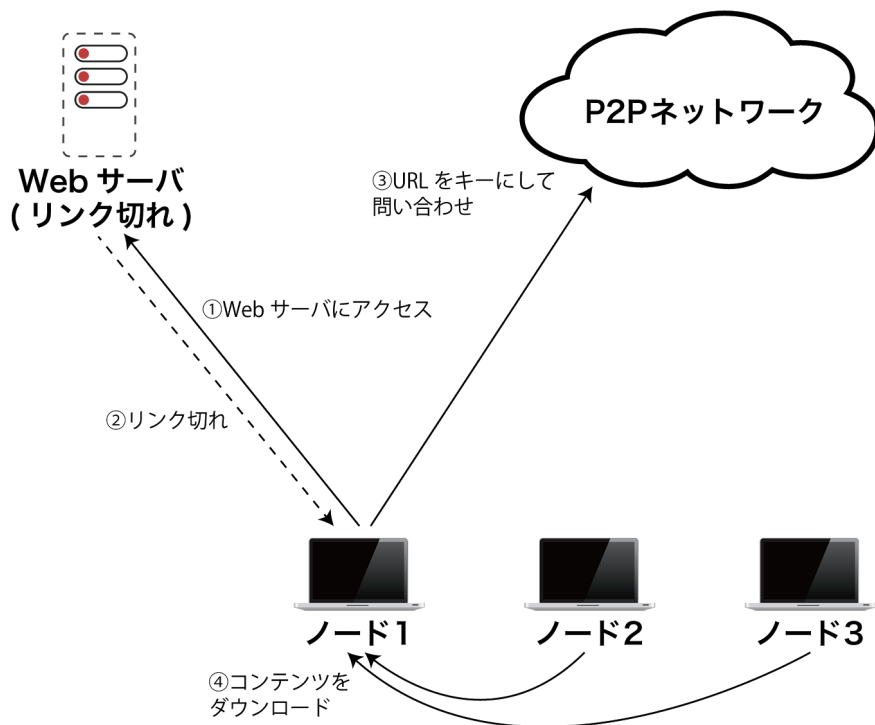 P2Pネットワーク
Web サーバ
( リンク切れ )
③URL をキーにして
問い合わせ
①Web サーバにアクセス
②リンク切れ
ノード1
ノード2
ノード3
④コンテンツを
ダウンロード